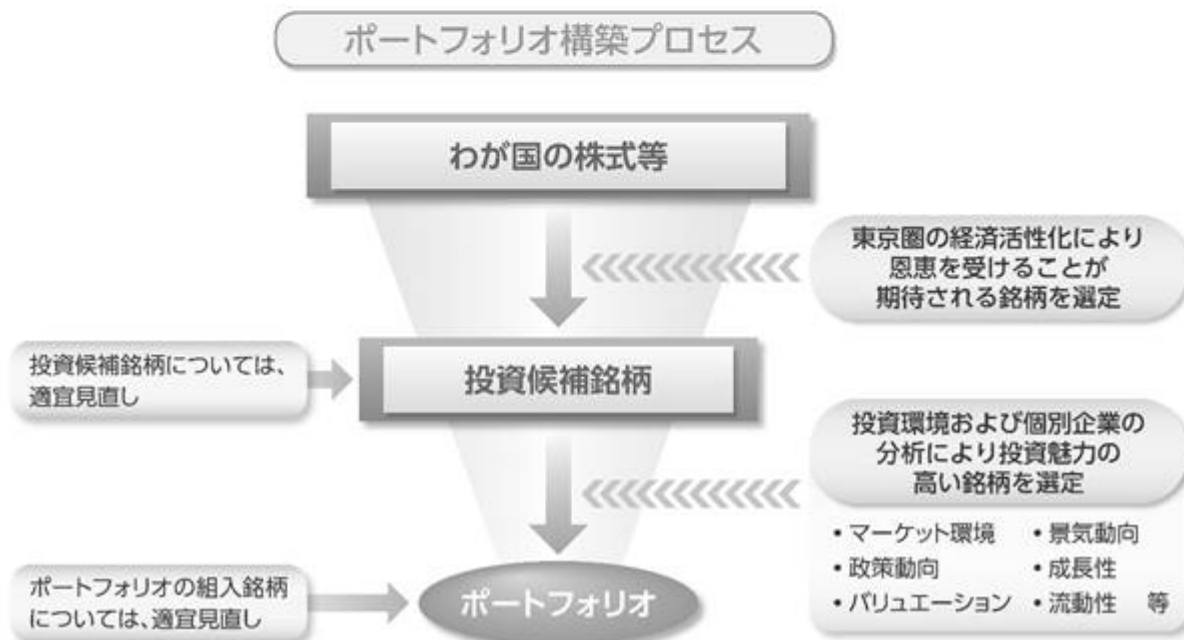 ポートフォリオ構築プロセス
わが国の株式等
東京圏の経済活性化により
恩恵を受けることが
期待される銘柄を選定
投資候補銘柄については、
適宜見直し
投資候補銘柄
投資環境および個別企業の
分析により投資魅力の
高い銘柄を選定
・マーケット環境 ・景気動向
・政策動向 ・成長性
・バリュエーション ・流動性 等
ポートフォリオの組入銘柄
については、適宜見直し
ポートフォリオ